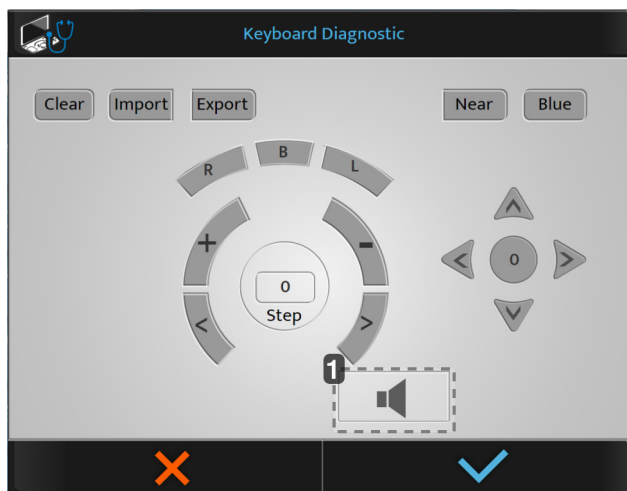 Keyboard Diagnostic
Clear Import Export Near Blue
R B L
+ -
0
Step
< >
0
1